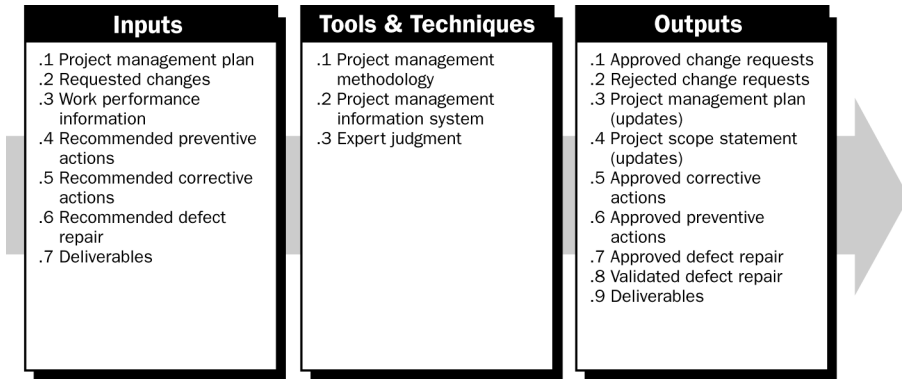 Inputs
.1 Project management plan
.2 Requested changes
.3 Work performance
information
.4 Recommended preventive
actions
.5 Recommended corrective
actions
.6 Recommended defect
repair
.7 Deliverables
Tools & Techniques
.1 Project management
methodology
.2 Project management
information system
.3 Expert judgment
Outputs
.1 Approved change requests
.2 Rejected change requests
.3 Project management plan
(updates)
.4 Project scope statement
(updates)
.5 Approved corrective
actions
.6 Approved preventive
actions
.7 Approved defect repair
.8 Validated defect repair
.9 Deliverables